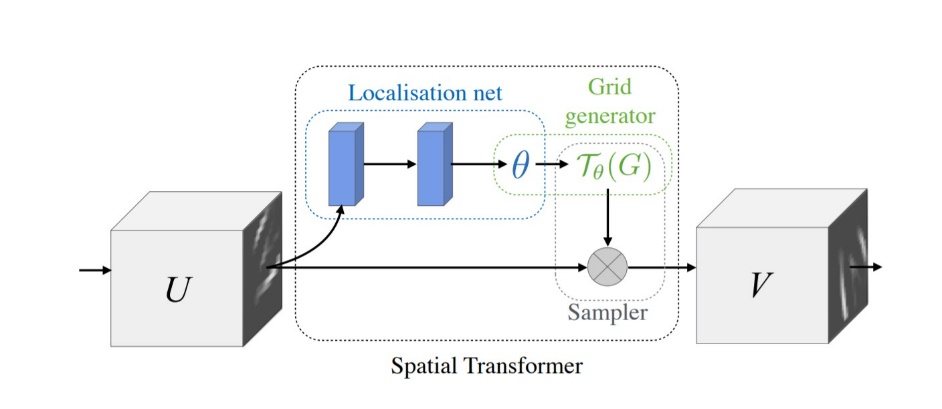 Localisation net
Grid
generator
θ
𝒯θ(G)
U
V
Sampler
Spatial Transformer